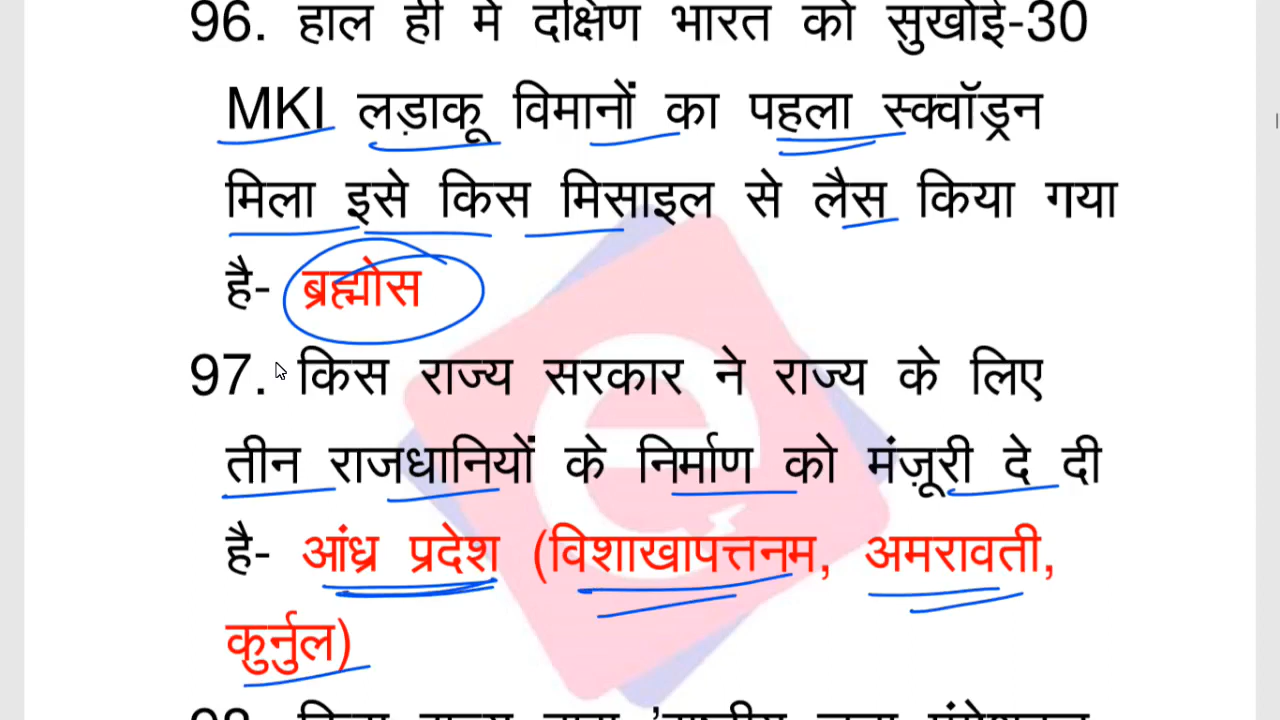 96. हाल ही में दक्षिण भारत को सुखोई-30
MKI लड़ाकू विमानों का पहला स्क्वॉड्रन
मिला इसे किस मिसाइल से लैस किया गया
है- ब्रह्मोस
97. किस राज्य सरकार ने राज्य के लिए
तीन राजधानियों के निर्माण को मंज़ूरी दे दी
है- आंध्र प्रदेश (विशाखापत्तनम, अमरावती,
कुर्नुल)